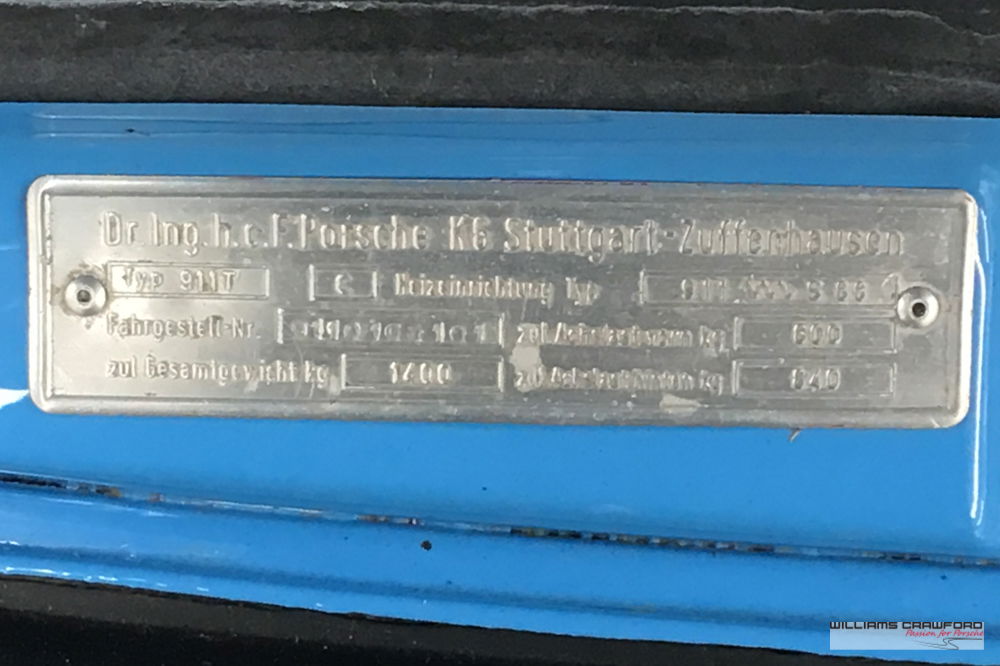 Dr. Ing. h. c. F. Porsche KG Stuttgart-Zuffenhausen
Typ 911T C Heizeinrichtung Typ 911
Fahrgestell-Nr. zul Achslast vorn kg 600
zul Gesamtgewicht kg 1400 zul Achslast hinten kg 840
WILLIAMS CRAWFORD
Passion for Porsche